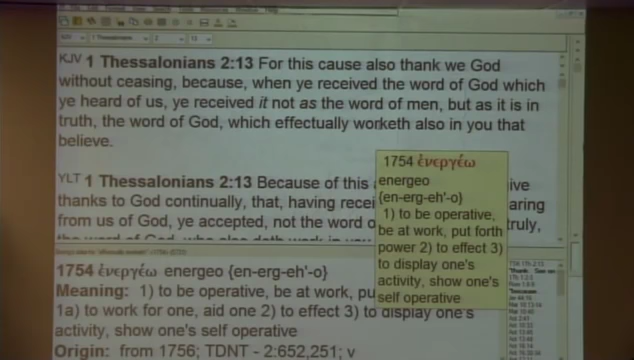 KJV 1 Thessalonians 2:13 For this cause also thank we God
without ceasing, because, when ye received the word of God which
ye heard of us, ye received it not as the word of men, but as it is in
truth, the word of God, which effectually worketh also in you that
believe.
YLT 1 Thessalonians 2:13 Because of this
thanks to God continually, that, having
from us of God, ye accepted, not the word truly,
1754 ἐνεργέω
energeo
{en-erg-eh'-o}
1) to be operative,
be at work, put forth
power 2) to effect 3)
to display one's
activity, show one's
self operative
1754 ἐνεργέω energeo {en-erg-eh'-o}
Meaning: 1) to be operative, be at work,
1a) to work for one, aid one 2) to effect 3) to display one's
activity, show one's self operative
Origin: from 1756; TDNT - 2:652,251; v